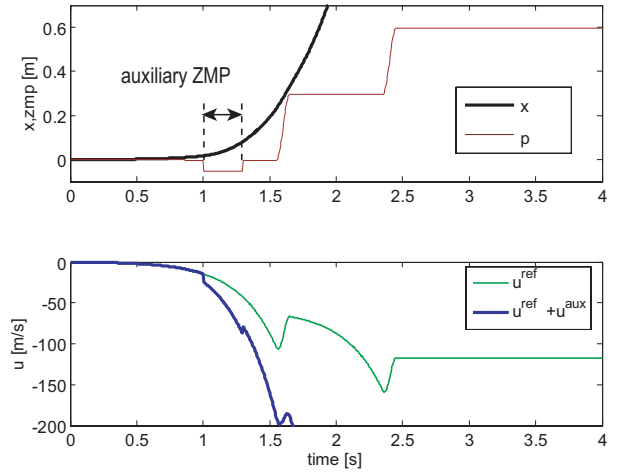 x,zmp [m]
0.6
0.4
0.2
0
auxiliary ZMP
x
p
0 0.5 1 1.5 2 2.5 3 3.5 4
u [m/s]
0
-50
-100
-150
-200
u^ref
u^ref +u^aux
0 0.5 1 1.5 2 2.5 3 3.5 4
time [s]